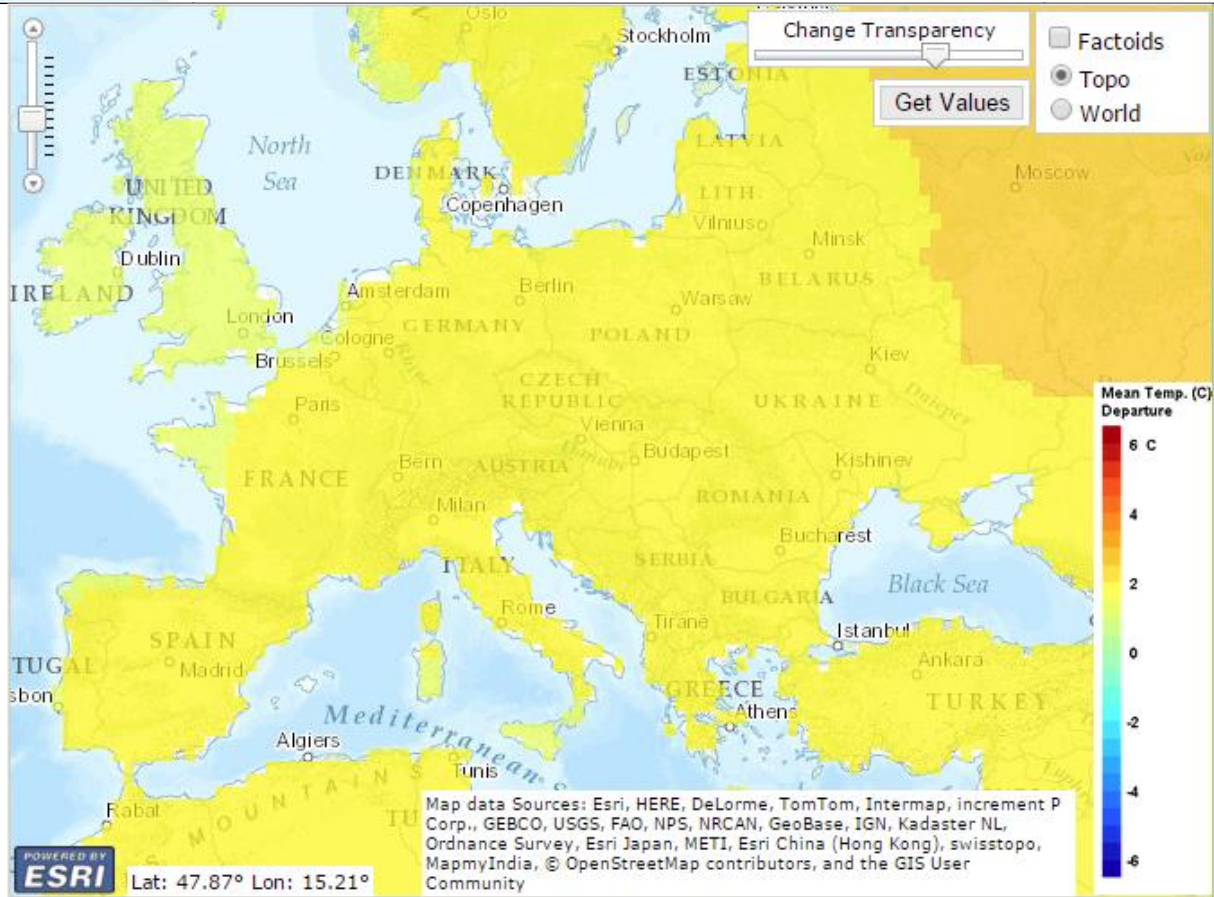 Oslo
Stockholm
Change Transparency
Factoids
Topo
World
Get Values
ESTONIA
North
Sea
LATVIA
Moscow
DENMARK
LITH.
UNITED
KINGDOM
Copenhagen
Vilnius
Minsk
Dublin
BELARUS
IRELAND
Amsterdam
Berlin
Warsaw
London
GERMANY
POLAND
Cologne
Brussels
Rhine
Kiev
CZECH
REPUBLIC
UKRAINE
Dnieper
Paris
Vienna
Danube
Budapest
Bern
AUSTRIA
Kishinev
FRANCE
ROMANIA
Milan
Bucharest
ITALY
SERBIA
Black Sea
BULGARIA
Rome
Tiranë
Istanbul
SPAIN
Madrid
TUGAL
sbon
Ankara
GREECE
TURKEY
Athens
Mediterranean S
Algiers
Tunis
Rabat
MOUNTAINS
TU
Mean Temp. (C)
Departure
6 C
4
2
0
-2
-4
-6
Map data Sources: Esri, HERE, DeLorme, TomTom, Intermap, increment P
Corp., GEBCO, USGS, FAO, NPS, NRCAN, GeoBase, IGN, Kadaster NL,
Ordnance Survey, Esri Japan, METI, Esri China (Hong Kong), swisstopo,
MapmyIndia, © OpenStreetMap contributors, and the GIS User
Community
POWERED BY
ESRI
Lat: 47.87° Lon: 15.21°